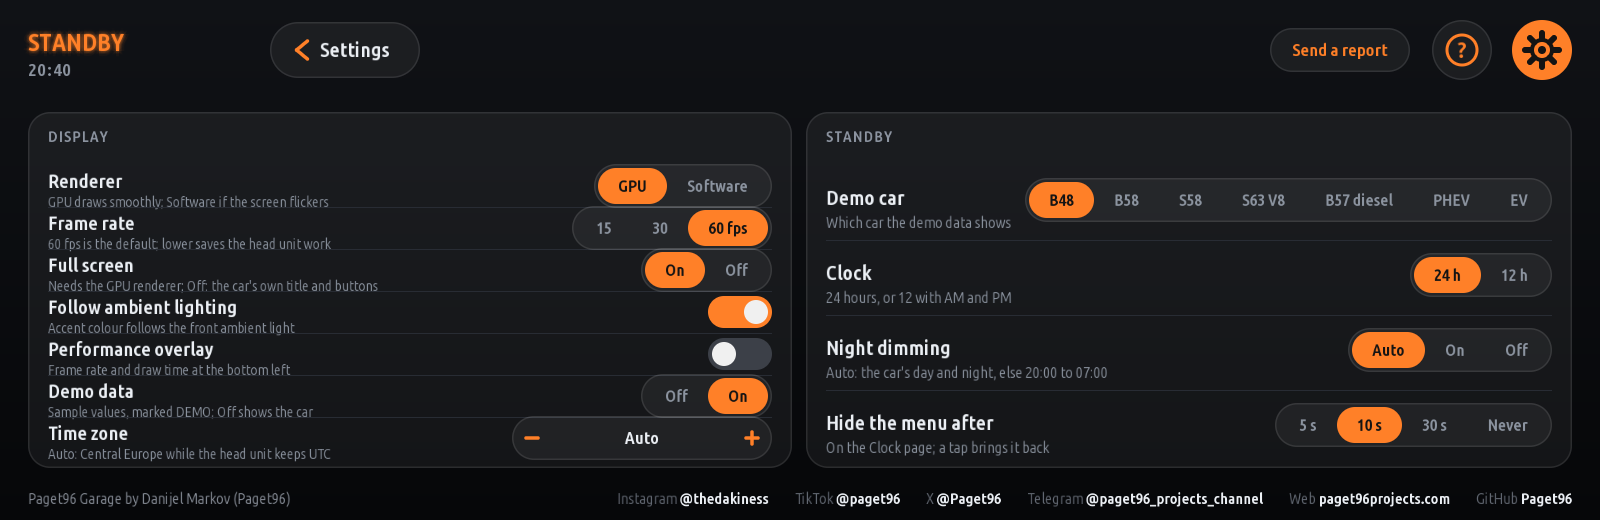 STANDBY
20:40
Settings
Send a report
?
DISPLAY
Renderer
GPU draws smoothly; Software if the screen flickers
GPU Software
Frame rate
60 fps is the default; lower saves the head unit work
15 30 60 fps
Full screen
Needs the GPU renderer; Off: the car's own title and buttons
On Off
Follow ambient lighting
Accent colour follows the front ambient light
Performance overlay
Frame rate and draw time at the bottom left
Demo data
Sample values, marked DEMO; Off shows the car
Off On
Time zone
Auto: Central Europe while the head unit keeps UTC
− Auto +
STANDBY
Demo car
Which car the demo data shows
B48 B58 S58 S63 V8 B57 diesel PHEV EV
Clock
24 hours, or 12 with AM and PM
24 h 12 h
Night dimming
Auto: the car's day and night, else 20:00 to 07:00
Auto On Off
Hide the menu after
On the Clock page; a tap brings it back
5 s 10 s 30 s Never
Paget96 Garage by Danijel Markov (Paget96)
Instagram @thedakiness TikTok @paget96 X @Paget96 Telegram @paget96_projects_channel Web paget96projects.com GitHub Paget96